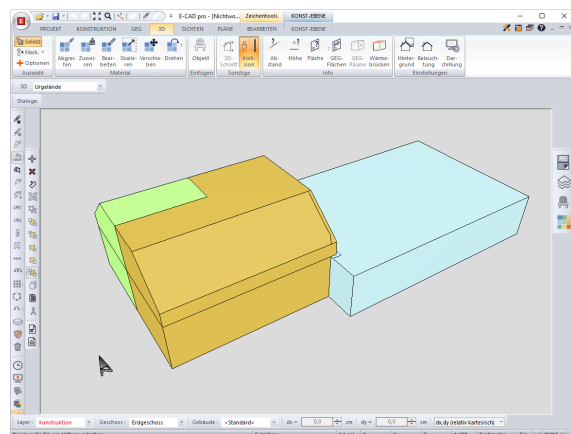 E-CAD pro - [Nichtwo...
Zeichentools
KONST-EBENE
PROJEKT KONSTRUKTION GEG 3D SICHTEN PLÄNE BEARBEITEN KONST-EBENE
Selekt
Mark.
Optionen
Auswahl
Abgrei- Zuwei- Bear- Skalie- Verschie- Drehen
fen sen beiten ren ben
Material
Objekt
Einfügen
3D- Kolli-
Schnitt sion
Sonstige
Ab- Höhe Fläche GEG- GEG- Wärme-
stand Flächen Räume brücken
Info
Hinter- Beleuch- Dar-
grund tung stellung
Einstellungen
3D Urgelände
Dialoge:
Layer : Konstruktion Geschoss : Erdgeschoss Gebäude : <Standard> dx = 0,0 cm dy = 0,0 cm dx,dy (relativ kartesisch)